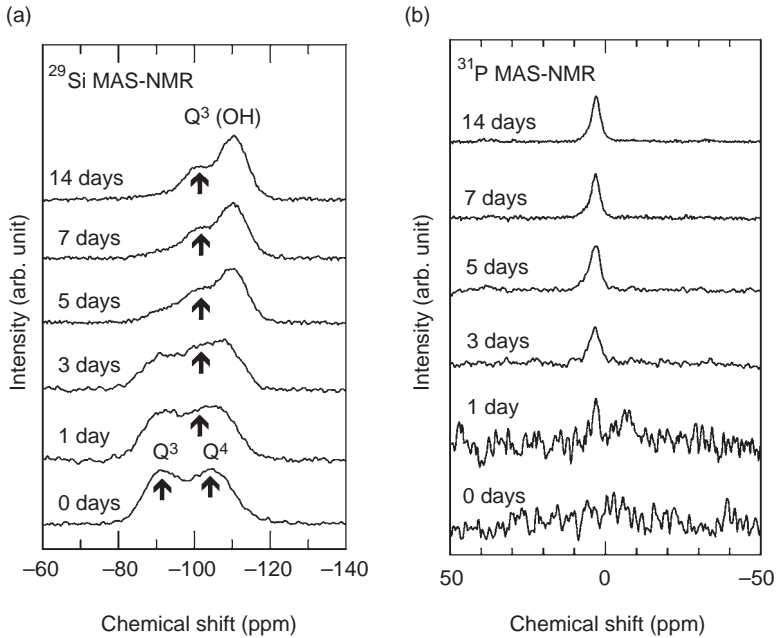 (a)
²⁹Si MAS-NMR
Q³ (OH)
14 days
7 days
5 days
3 days
1 day
Q³ Q⁴
0 days
Intensity (arb. unit)
–60 –80 –100 –120 –140
Chemical shift (ppm)
(b)
³¹P MAS-NMR
14 days
7 days
5 days
3 days
1 day
0 days
Intensity (arb. unit)
50 0 –50
Chemical shift (ppm)